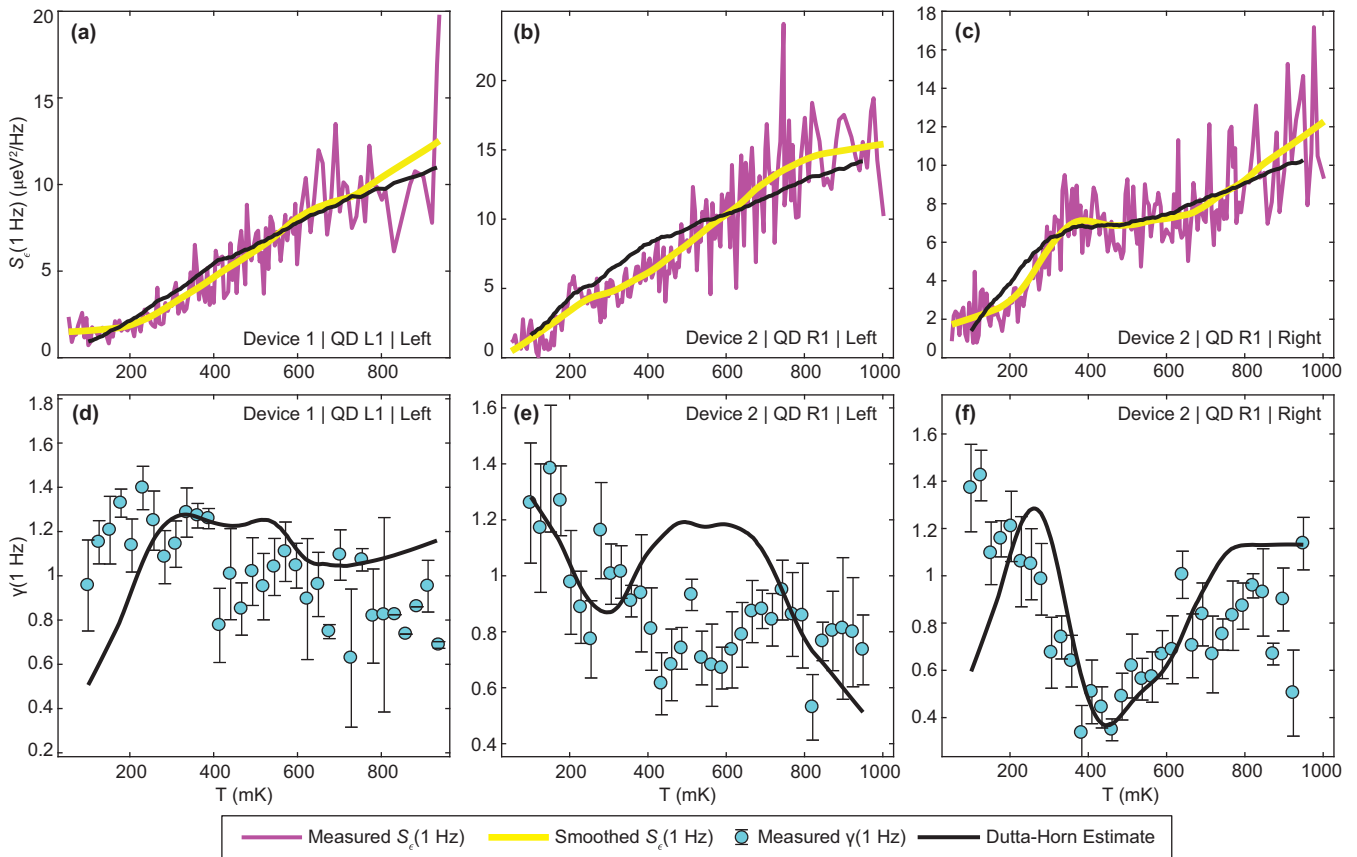 (a)
(b)
(c)
20
15
10
5
0
20
15
10
5
0
18
16
14
12
10
8
6
4
2
0
Sϵ(1 Hz) (µeV²/Hz)
Device 1 | QD L1 | Left
Device 2 | QD R1 | Left
Device 2 | QD R1 | Right
200 400 600 800
200 400 600 800 1000
200 400 600 800 1000
(d)
(e)
(f)
Device 1 | QD L1 | Left
Device 2 | QD R1 | Left
Device 2 | QD R1 | Right
1.8
1.6
1.4
1.2
1
0.8
0.6
0.4
0.2
1.6
1.4
1.2
1
0.8
0.6
0.4
1.6
1.4
1.2
1
0.8
0.6
0.4
γ(1 Hz)
200 400 600 800
200 400 600 800 1000
200 400 600 800 1000
T (mK)
T (mK)
T (mK)
Measured Sϵ(1 Hz) Smoothed Sϵ(1 Hz) Measured γ(1 Hz) Dutta-Horn Estimate